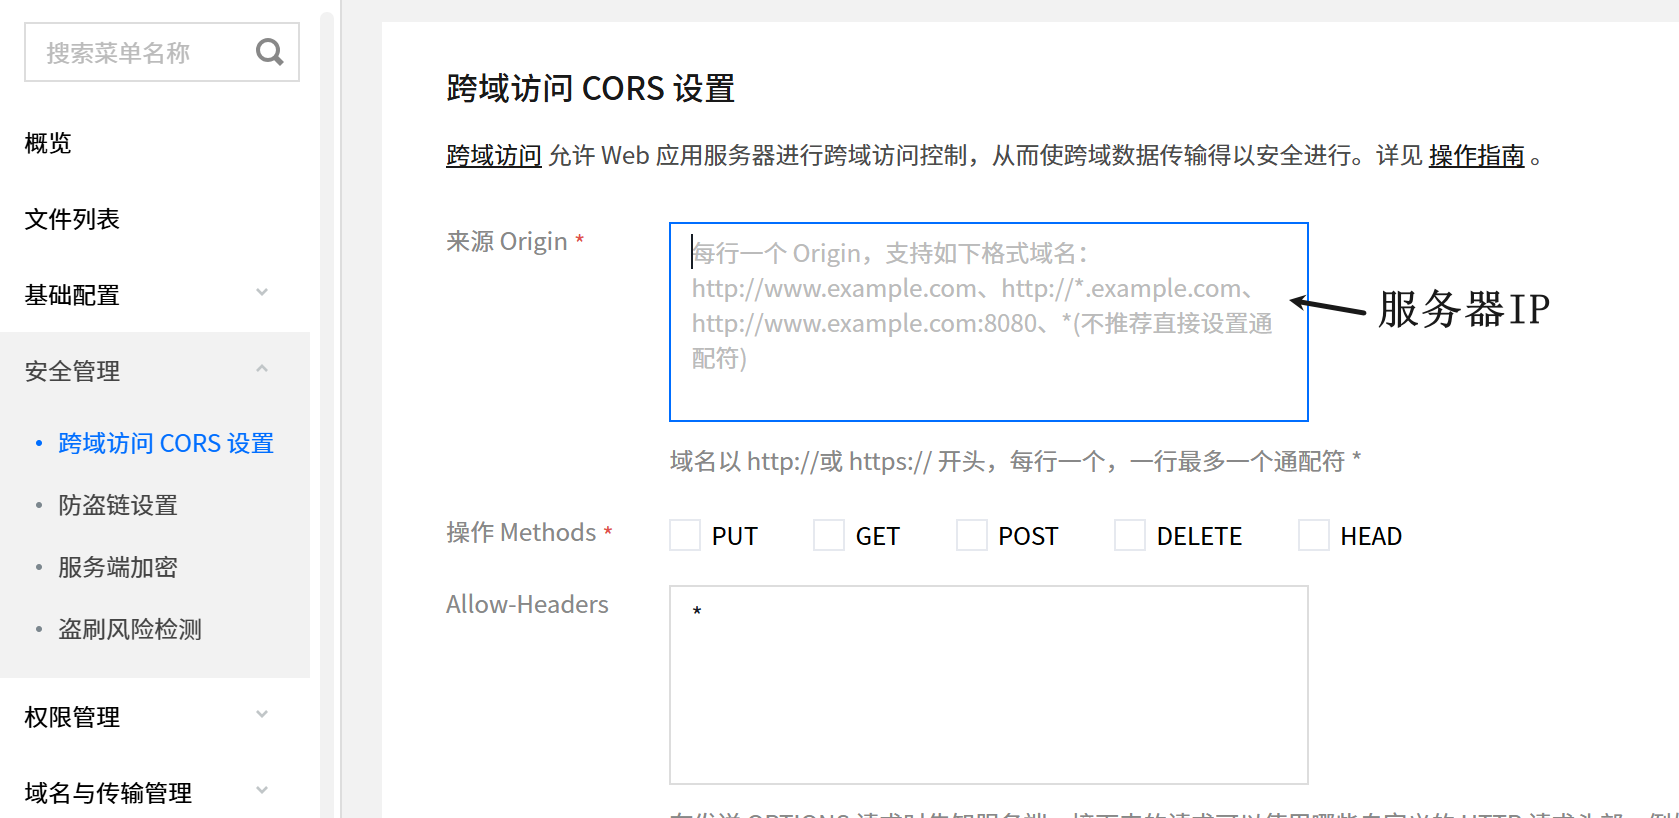 搜索菜单名称
概览
文件列表
基础配置
安全管理
跨域访问 CORS 设置
防盗链设置
服务端加密
盗刷风险检测
权限管理
域名与传输管理
跨域访问 CORS 设置
跨域访问 允许 Web 应用服务器进行跨域访问控制，从而使跨域数据传输得以安全进行。详见 操作指南 。
来源 Origin *
每行一个 Origin，支持如下格式域名：
http://www.example.com、http://*.example.com、
http://www.example.com:8080、*(不推荐直接设置通
配符)
服务器IP
域名以 http://或 https:// 开头，每行一个，一行最多一个通配符 *
操作 Methods *
PUT GET POST DELETE HEAD
Allow-Headers
*